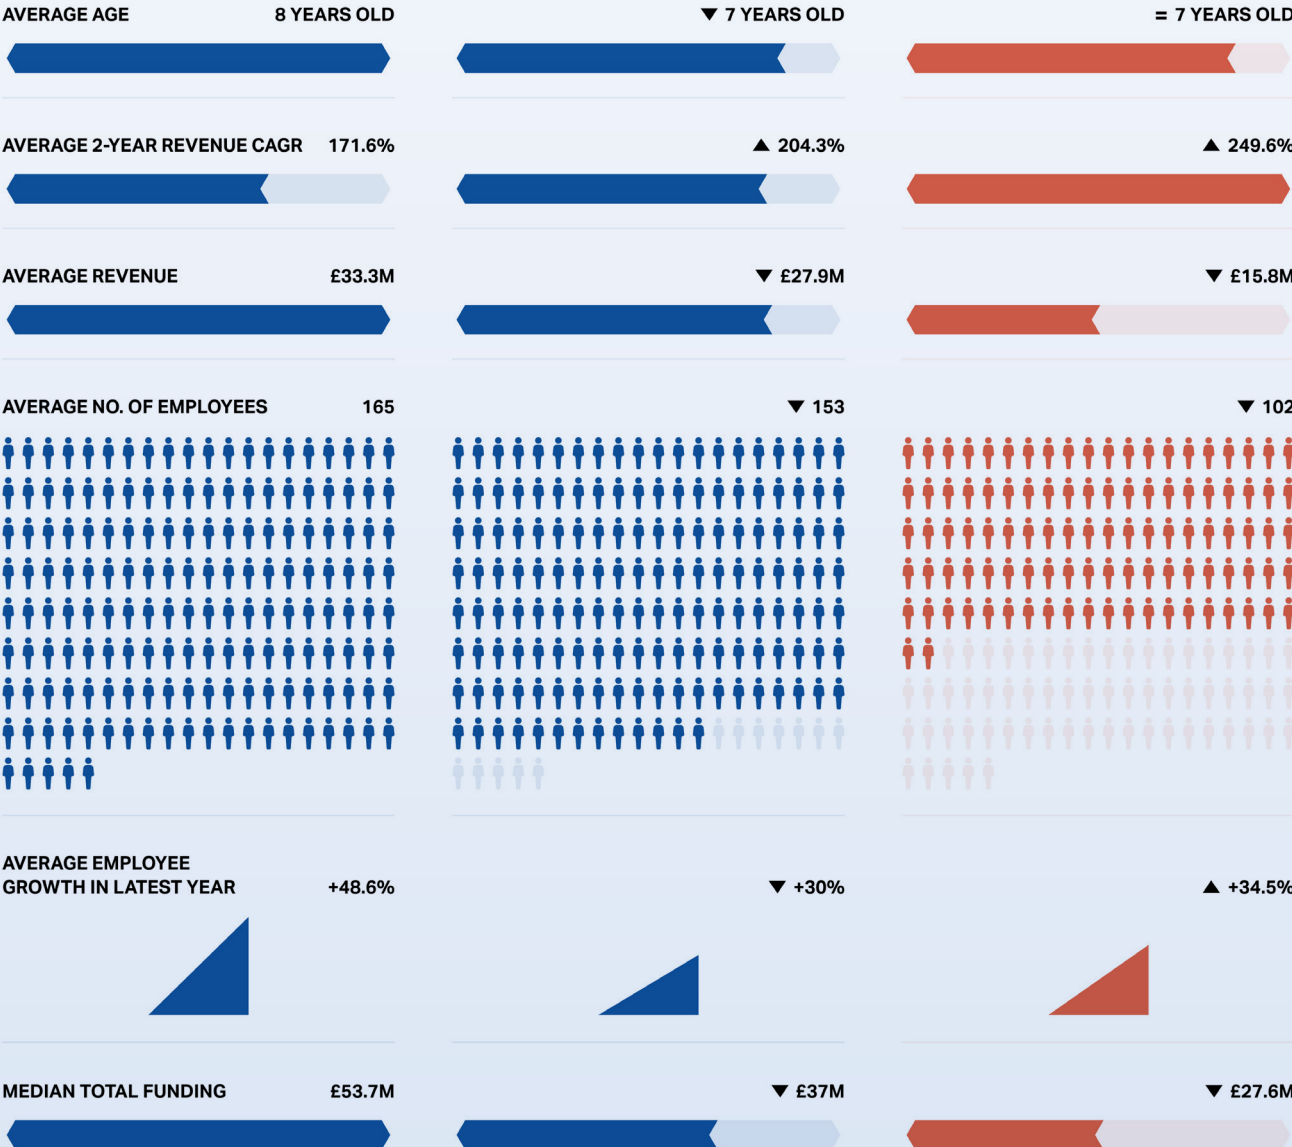 AVERAGE AGE 8 YEARS OLD ▼ 7 YEARS OLD = 7 YEARS OLD
AVERAGE 2-YEAR REVENUE CAGR 171.6% ▲ 204.3% ▲ 249.6%
AVERAGE REVENUE £33.3M ▼ £27.9M ▼ £15.8M
AVERAGE NO. OF EMPLOYEES 165 ▼ 153 ▼ 102
AVERAGE EMPLOYEE
GROWTH IN LATEST YEAR +48.6% ▼ +30% ▲ +34.5%
MEDIAN TOTAL FUNDING £53.7M ▼ £37M ▼ £27.6M